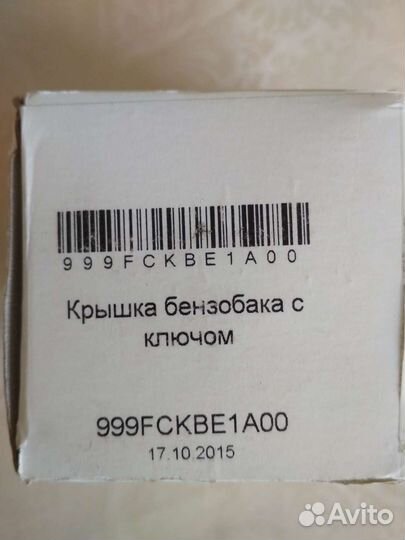 999FCKBE1A00
Крышка бензобака с
ключом
999FCKBE1A00
17.10.2015
Avito